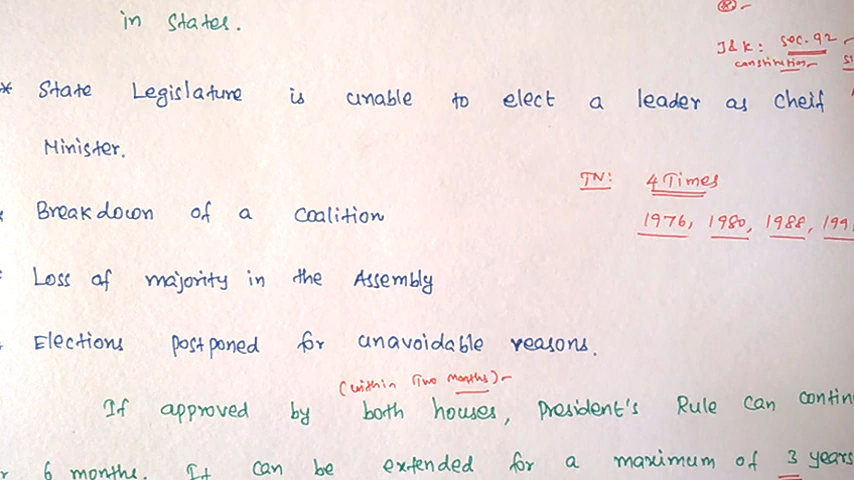 in States.
J&K: Sec. 92
constitution
* State Legislature is unable to elect a leader as cheif
Minister.
TN: 4 Times
Breakdown of a coalition
1976, 1980, 1988, 199
Loss of majority in the Assembly
Elections postponed for unavoidable reasons.
(within Two months)
If approved by both houses, President's Rule can contin
6 months. It can be extended for a maximum of 3 years